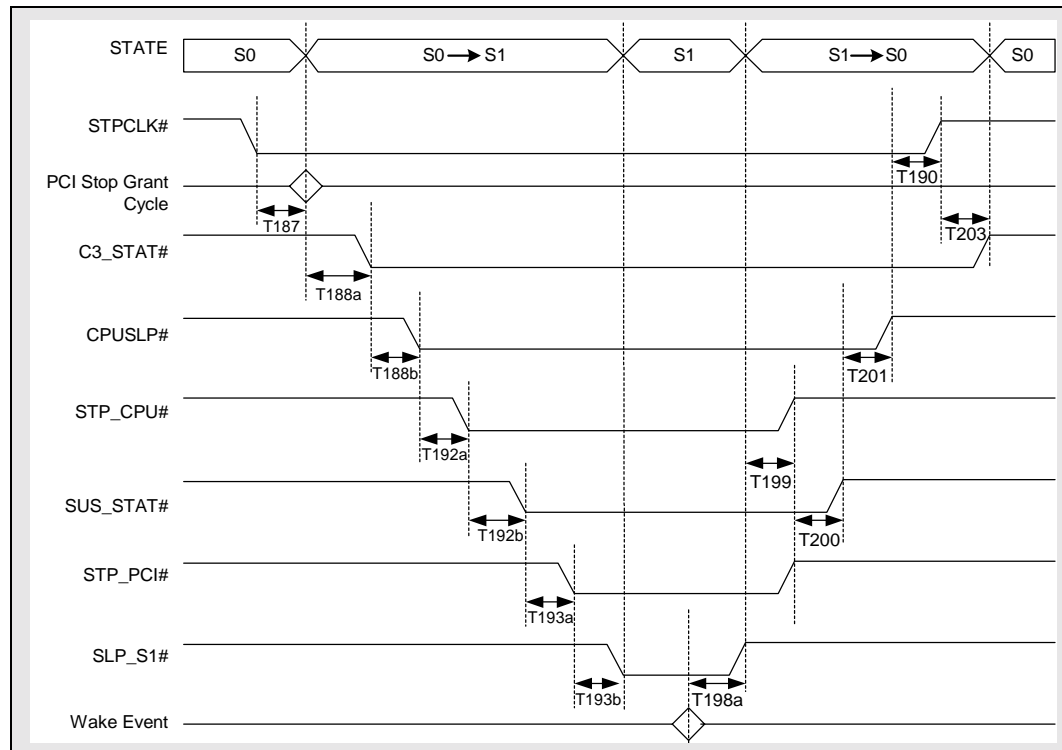 STATE
S0
S0 → S1
S1
S1 → S0
S0
STPCLK#
T190
PCI Stop Grant
Cycle
T187
T203
C3_STAT#
T188a
CPUSLP#
T188b
T201
STP_CPU#
T192a
T199
SUS_STAT#
T192b
T200
STP_PCI#
T193a
SLP_S1#
T193b
T198a
Wake Event